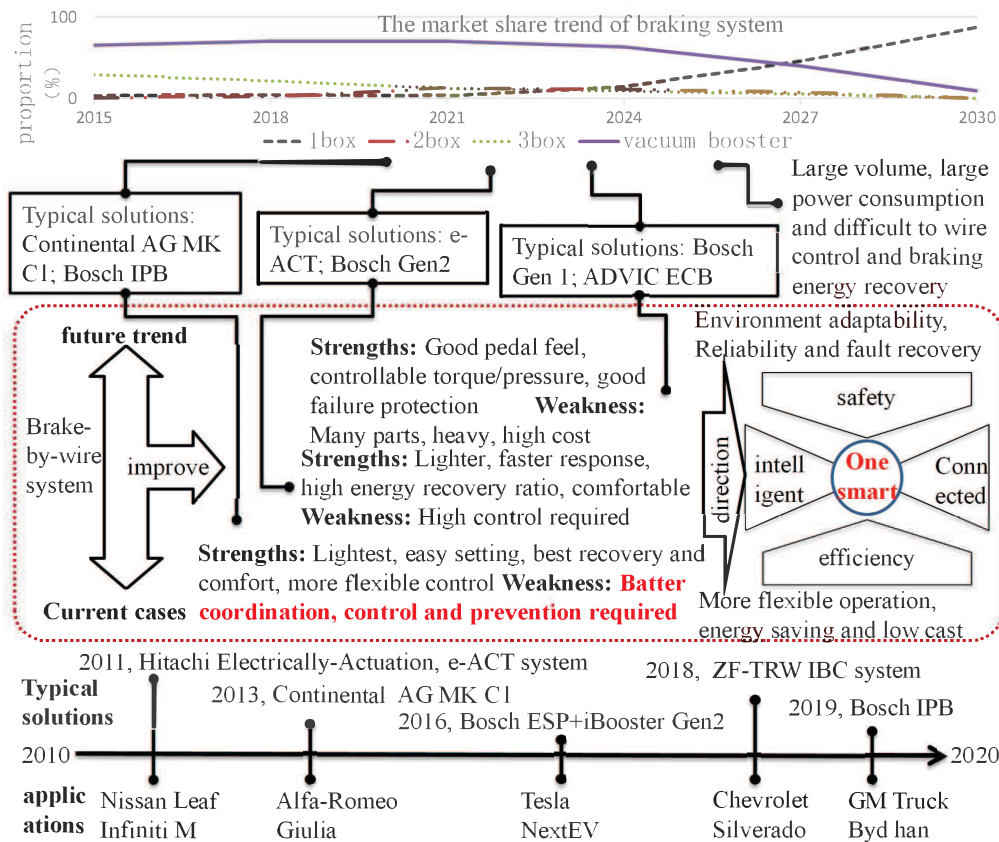 The market share trend of braking system
proportion
(%)
100
0
2015
2018
2021
2024
2027
2030
1box
2box
3box
vacuum booster
Typical solutions:
Continental AG MK
C1; Bosch IPB
Typical solutions: e-
ACT; Bosch Gen2
Typical solutions: Bosch
Gen 1; ADVIC ECB
Large volume, large
power consumption
and difficult to wire
control and braking
energy recovery
future trend
Brake-
by-wire
system
improve
Current cases
Strengths: Good pedal feel,
controllable torque/pressure, good
failure protection Weakness:
Many parts, heavy, high cost
Strengths: Lighter, faster response,
high energy recovery ratio, comfortable
Weakness: High control required
Strengths: Lightest, easy setting, best recovery and
comfort, more flexible control Weakness: Batter
coordination, control and prevention required
Environment adaptability,
Reliability and fault recovery
direction
safety
intell
igent
One
smart
Conn
ected
efficiency
More flexible operation,
energy saving and low cast
2011, Hitachi Electrically-Actuation, e-ACT system
2013, Continental AG MK C1
2016, Bosch ESP+iBooster Gen2
2018, ZF-TRW IBC system
2019, Bosch IPB
Typical
solutions
2010
2020
applic
ations
Nissan Leaf
Infiniti M
Alfa-Romeo
Giulia
Tesla
NextEV
Chevrolet
Silverado
GM Truck
Byd han